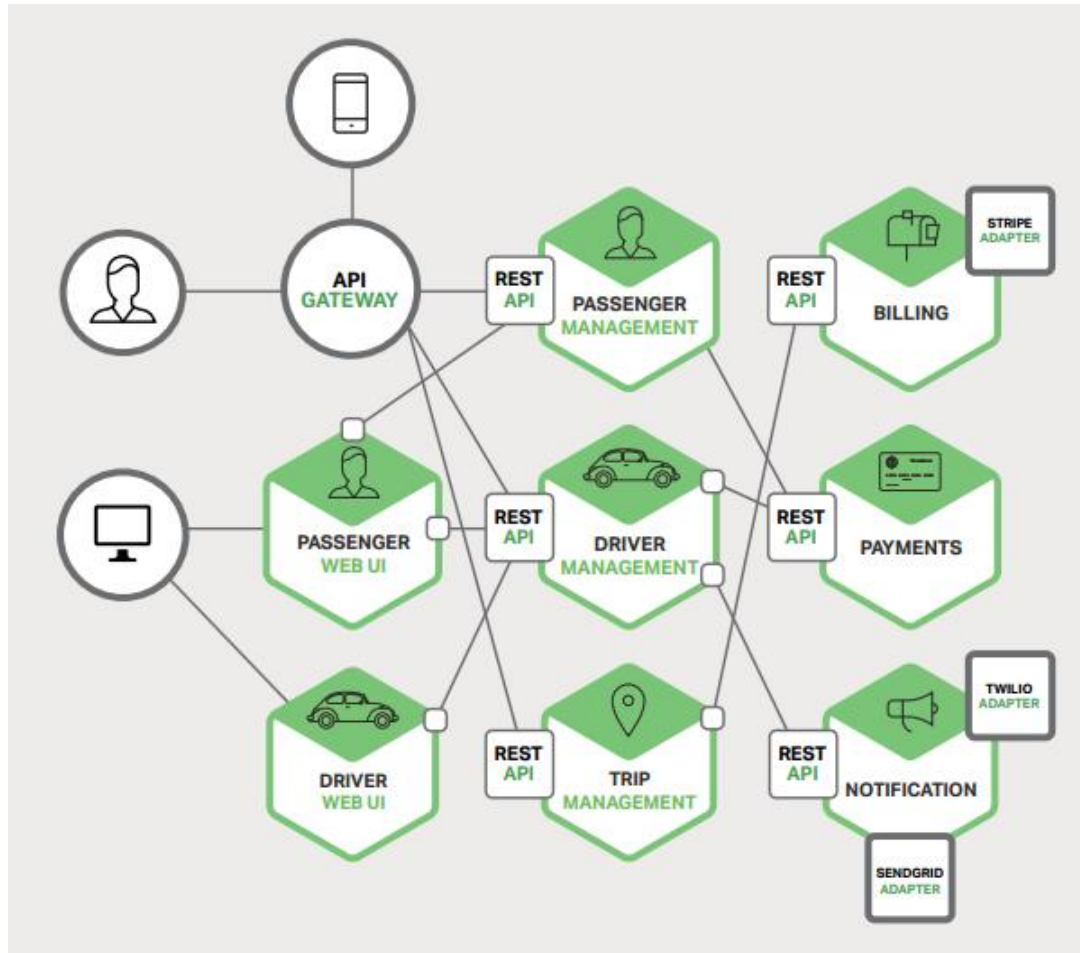 API
GATEWAY
REST
API
PASSENGER
MANAGEMENT
REST
API
BILLING
STRIPE
ADAPTER
PASSENGER
WEB UI
REST
API
DRIVER
MANAGEMENT
REST
API
PAYMENTS
DRIVER
WEB UI
REST
API
TRIP
MANAGEMENT
REST
API
NOTIFICATION
TWILIO
ADAPTER
SENDGRID
ADAPTER